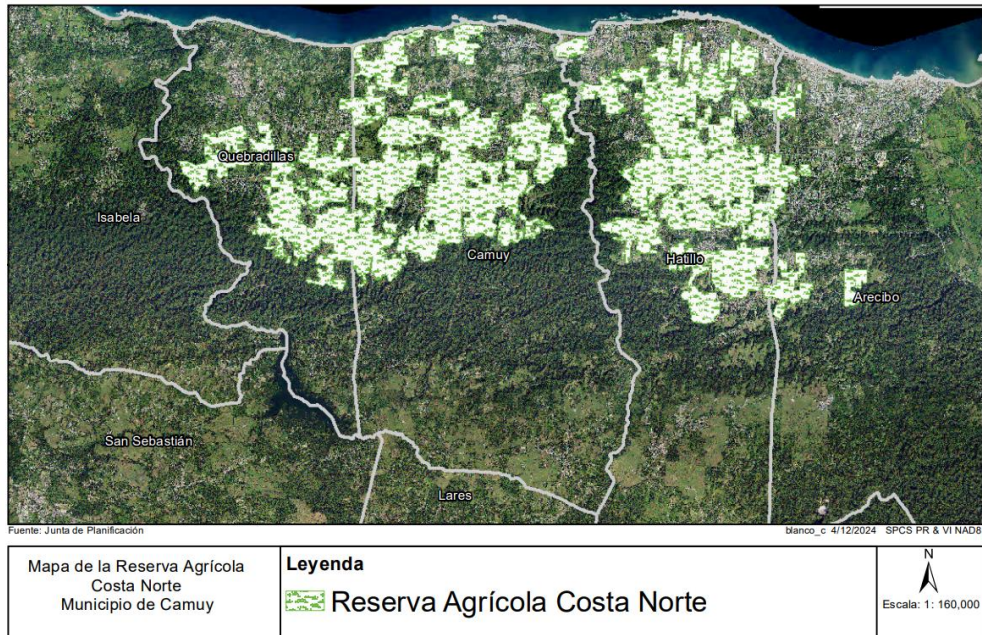 Quebradillas
Isabela
Camuy
Hatillo
Arecibo
San Sebastián
Lares
Fuente: Junta de Planificación
blanco_c 4/12/2024 SPCS PR & VI NAD8
Mapa de la Reserva Agrícola
Costa Norte
Municipio de Camuy
Leyenda
Reserva Agrícola Costa Norte
N
Escala: 1: 160,000